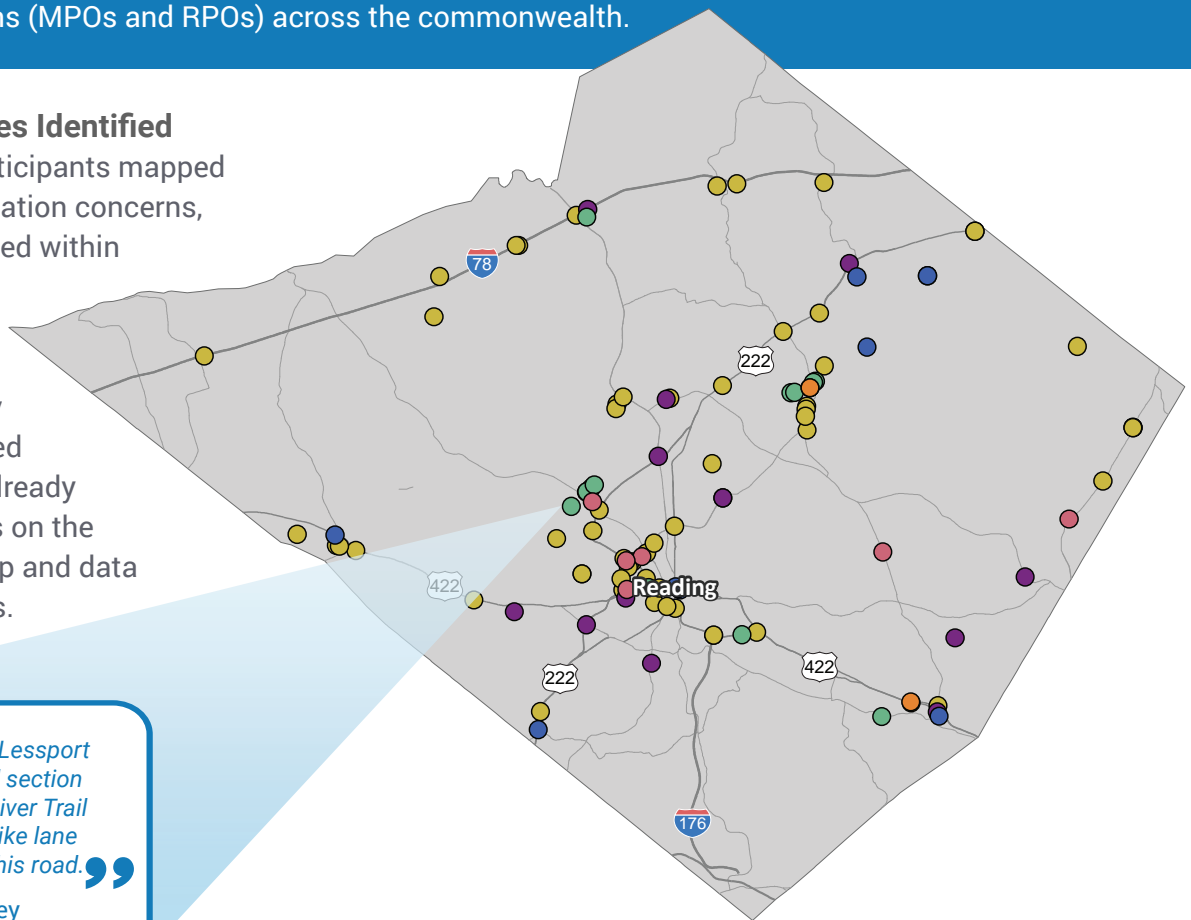 ns (MPOs and RPOs) across the commonwealth.
es Identified
ticipants mapped
ation concerns,
ed within
ed
lready
s on the
p and data
s.
Lessport
section
iver Trail
ike lane
his road.”
ey
78
222
422
Reading
422
222
176